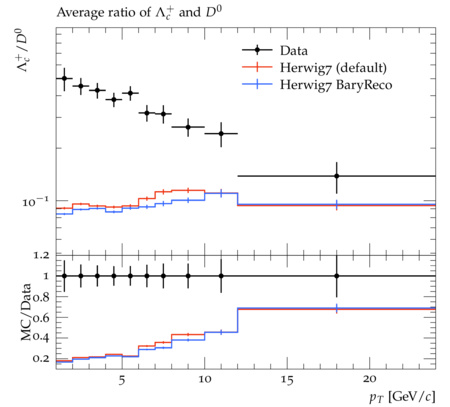 Average ratio of Λc+ and D0
Λc+/D0
Data
Herwig7 (default)
Herwig7 BaryReco
10−1
MC/Data
1.2
1
0.8
0.6
0.4
0.2
5 10 15 20
pT [GeV/c]